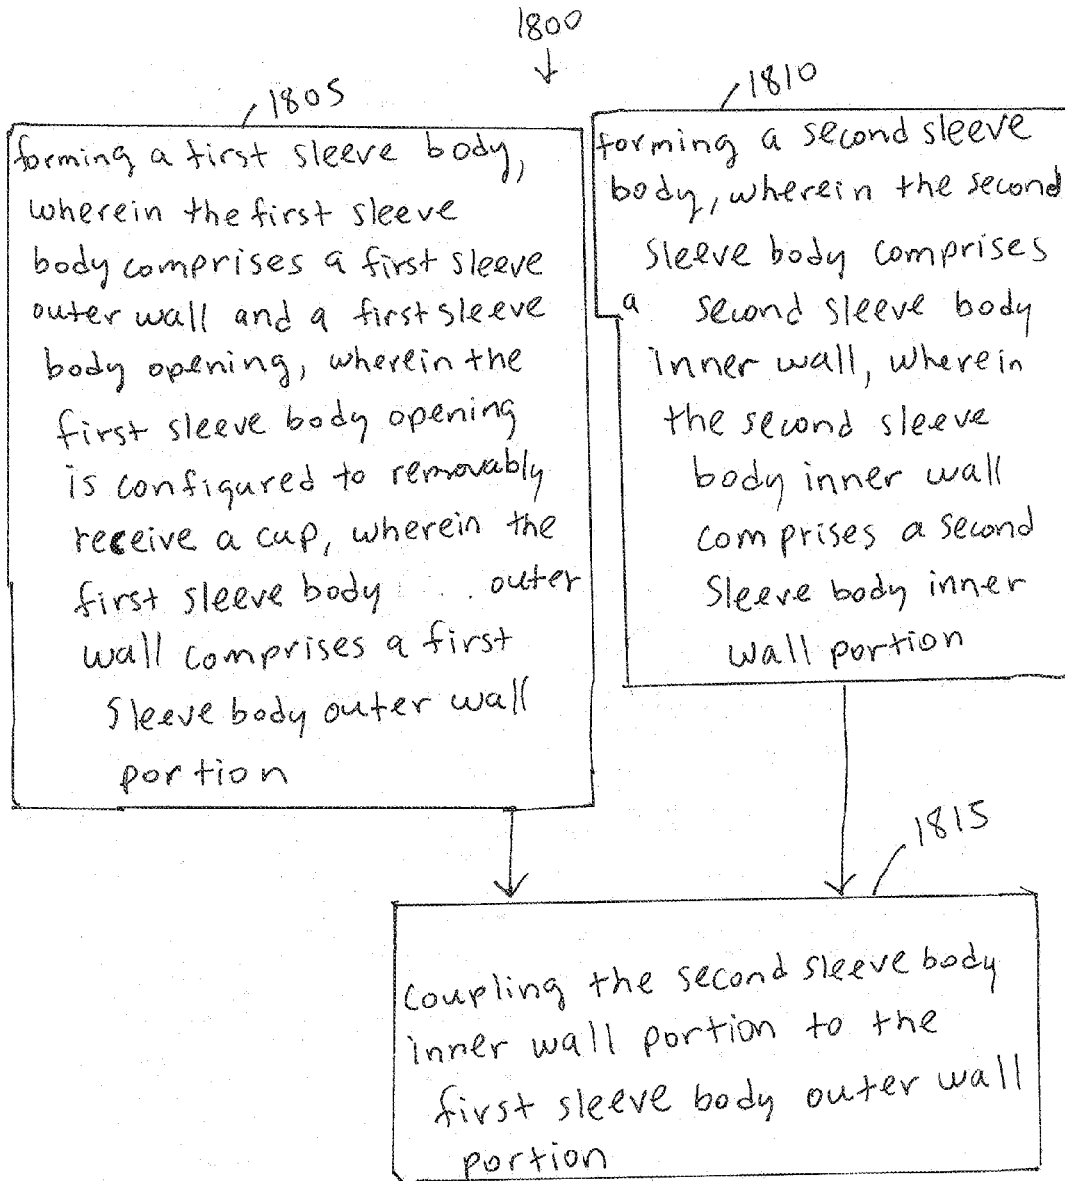 1800
1805
forming a first sleeve body,
wherein the first sleeve
body comprises a first sleeve
outer wall and a first sleeve
body opening, wherein the
first sleeve body opening
is configured to removably
receive a cup, wherein the
first sleeve body outer
wall comprises a first
sleeve body outer wall
portion
1810
forming a second sleeve
body, wherein the second
sleeve body comprises
a second sleeve body
inner wall, wherein
the second sleeve
body inner wall
comprises a second
sleeve body inner
wall portion
1815
coupling the second sleeve body
inner wall portion to the
first sleeve body outer wall
portion